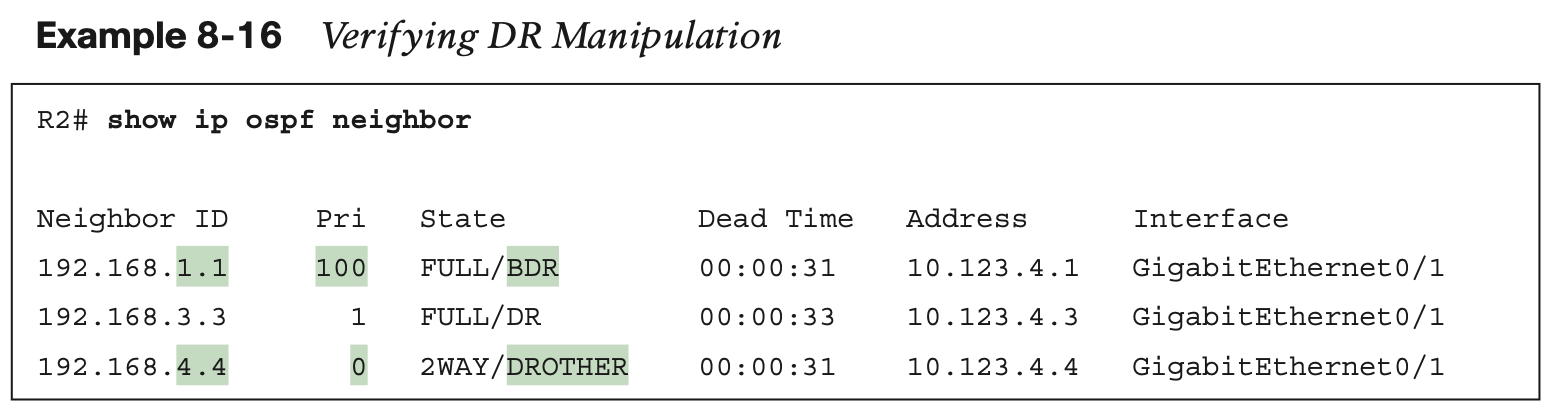 Example 8-16 Verifying DR Manipulation
R2# show ip ospf neighbor
Neighbor ID     Pri   State           Dead Time   Address      Interface
192.168.1.1     100   FULL/BDR        00:00:31    10.123.4.1   GigabitEthernet0/1
192.168.3.3       1   FULL/DR         00:00:33    10.123.4.3   GigabitEthernet0/1
192.168.4.4       0   2WAY/DROTHER    00:00:31    10.123.4.4   GigabitEthernet0/1